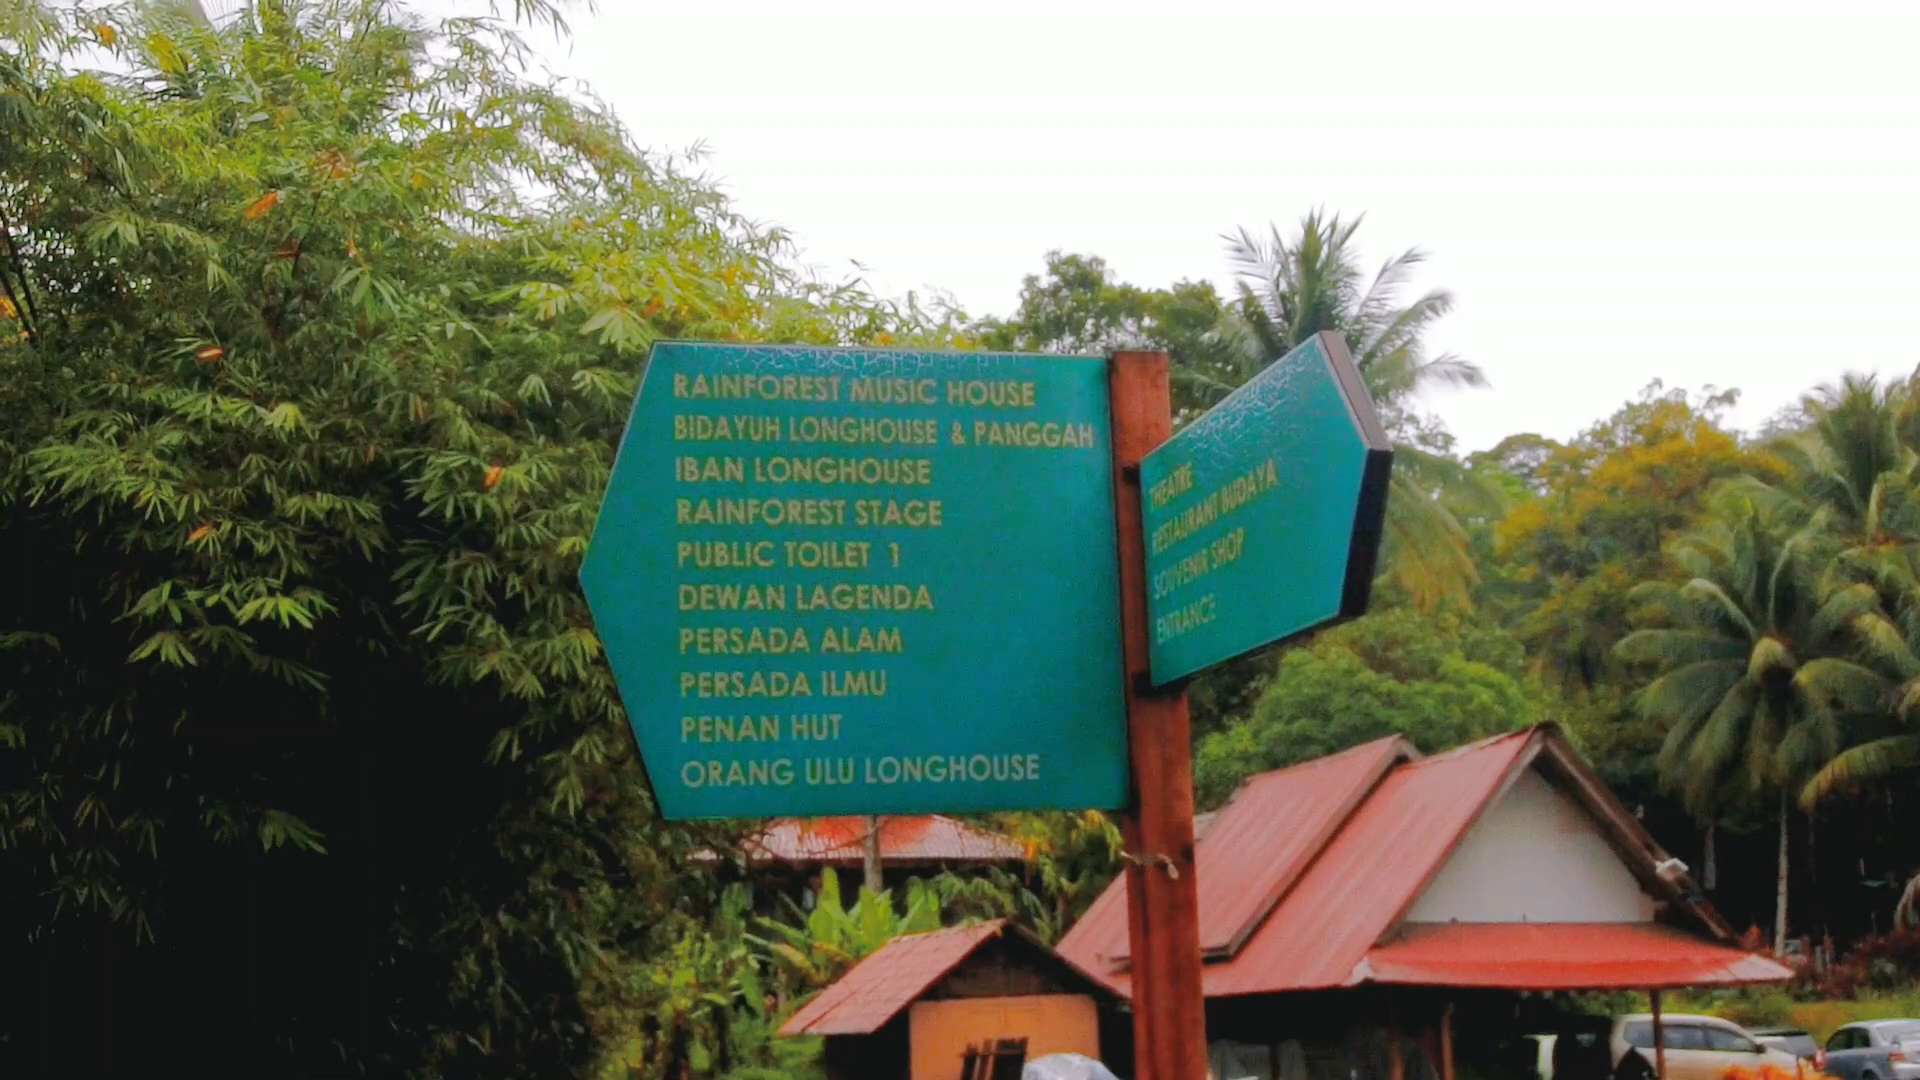 RAINFOREST MUSIC HOUSE
BIDAYUH LONGHOUSE & PANGGAH
IBAN LONGHOUSE
RAINFOREST STAGE
PUBLIC TOILET 1
DEWAN LAGENDA
PERSADA ALAM
PERSADA ILMU
PENAN HUT
ORANG ULU LONGHOUSE
THEATRE
RESTAURANT BUDAYA
SOUVENIR SHOP
ENTRANCE